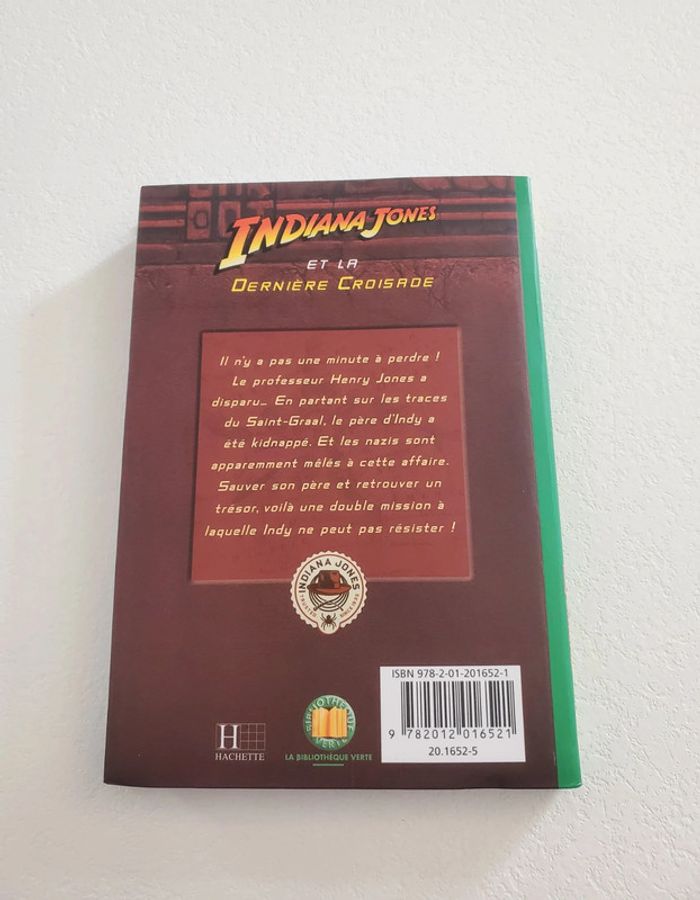 INDIANA JONES
ET LA
DERNIÈRE CROISADE
Il n'y a pas une minute à perdre !
Le professeur Henry Jones a
disparu... En partant sur les traces
du Saint-Graal, le père d'Indy a
été kidnappé. Et les nazis sont
apparemment mêlés à cette affaire.
Sauver son père et retrouver un
trésor, voilà une double mission à
laquelle Indy ne peut pas résister !
INDIANA JONES
ISBN 978-2-01-201652-1
9 782012 016521
20.1652-5
H
HACHETTE
BIBLIOTHÈQUE
VERTE
LA BIBLIOTHÈQUE VERTE